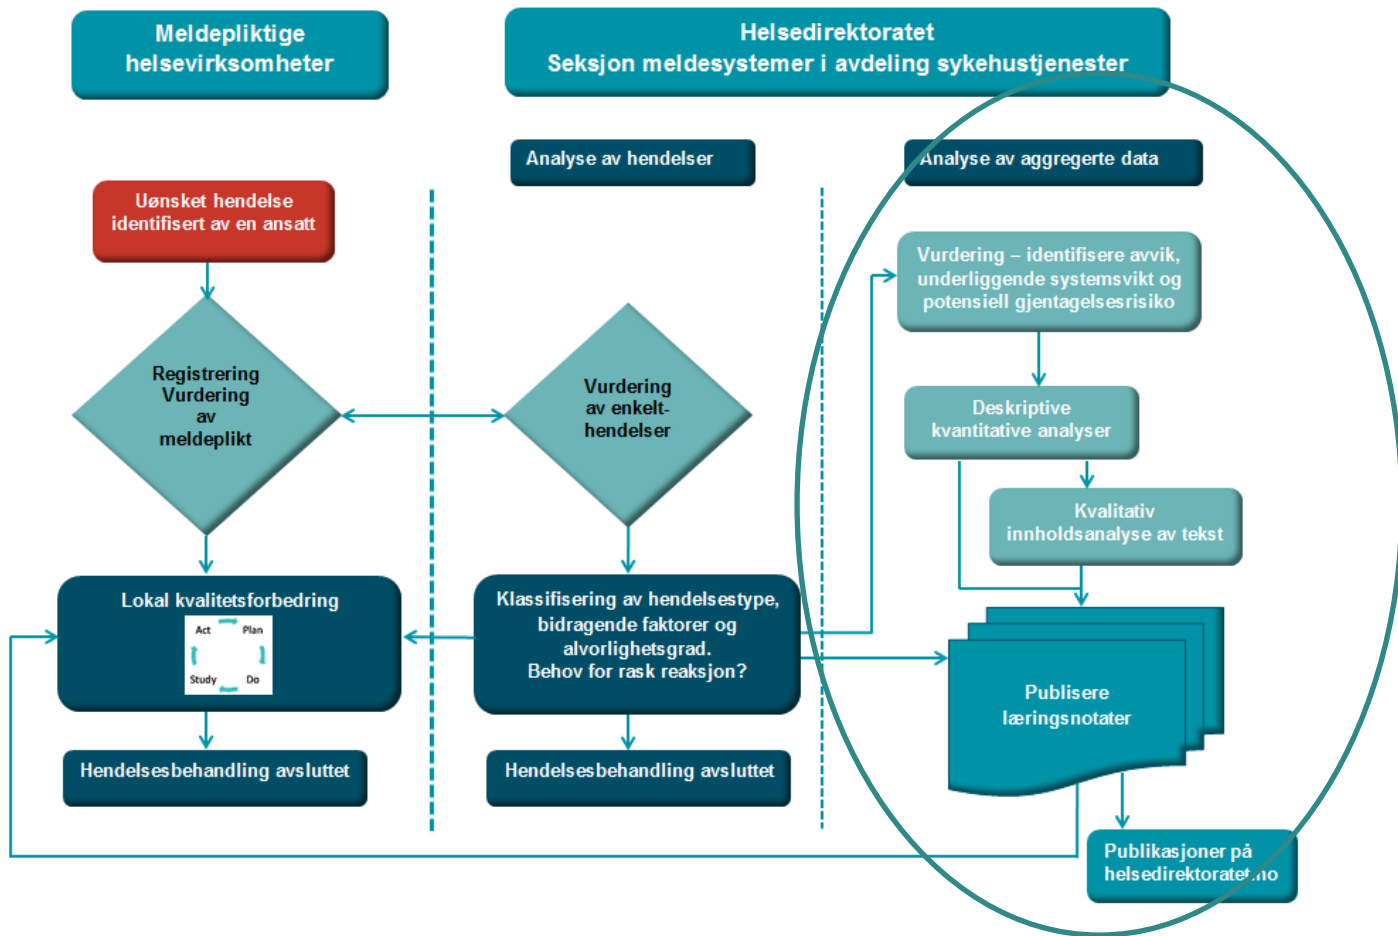 Meldepliktige
helsevirksomheter
Helsedirektoratet
Seksjon meldesystemer i avdeling sykehustjenester
Analyse av hendelser
Analyse av aggregerte data
Uønsket hendelse
identifisert av en ansatt
Registrering
Vurdering
av
meldeplikt
Vurdering
av enkelt-
hendelser
Vurdering – identifisere avvik,
underliggende systemsvikt og
potensiell gjentagelsesrisiko
Deskriptive
kvantitative analyser
Kvalitativ
innholdsanalyse av tekst
Lokal kvalitetsforbedring
Act
Plan
Study
Do
Klassifisering av hendelsestype,
bidragende faktorer og
alvorlighetsgrad.
Behov for rask reaksjon?
Publisere
læringsnotater
Hendelsesbehandling avsluttet
Hendelsesbehandling avsluttet
Publikasjoner på
helsedirektoratet.no